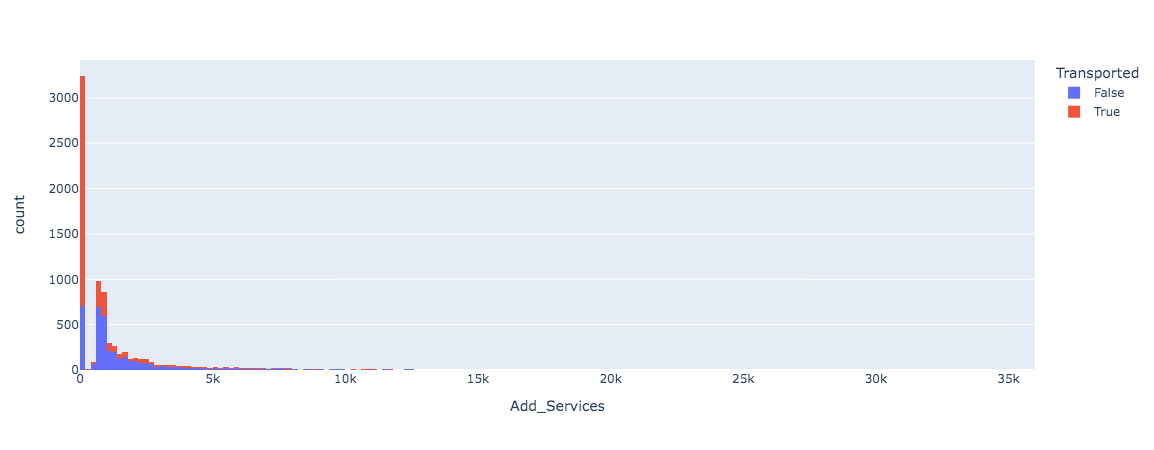 Transported
False
True
count
3000
2500
2000
1500
1000
500
0
0 5k 10k 15k 20k 25k 30k 35k
Add_Services